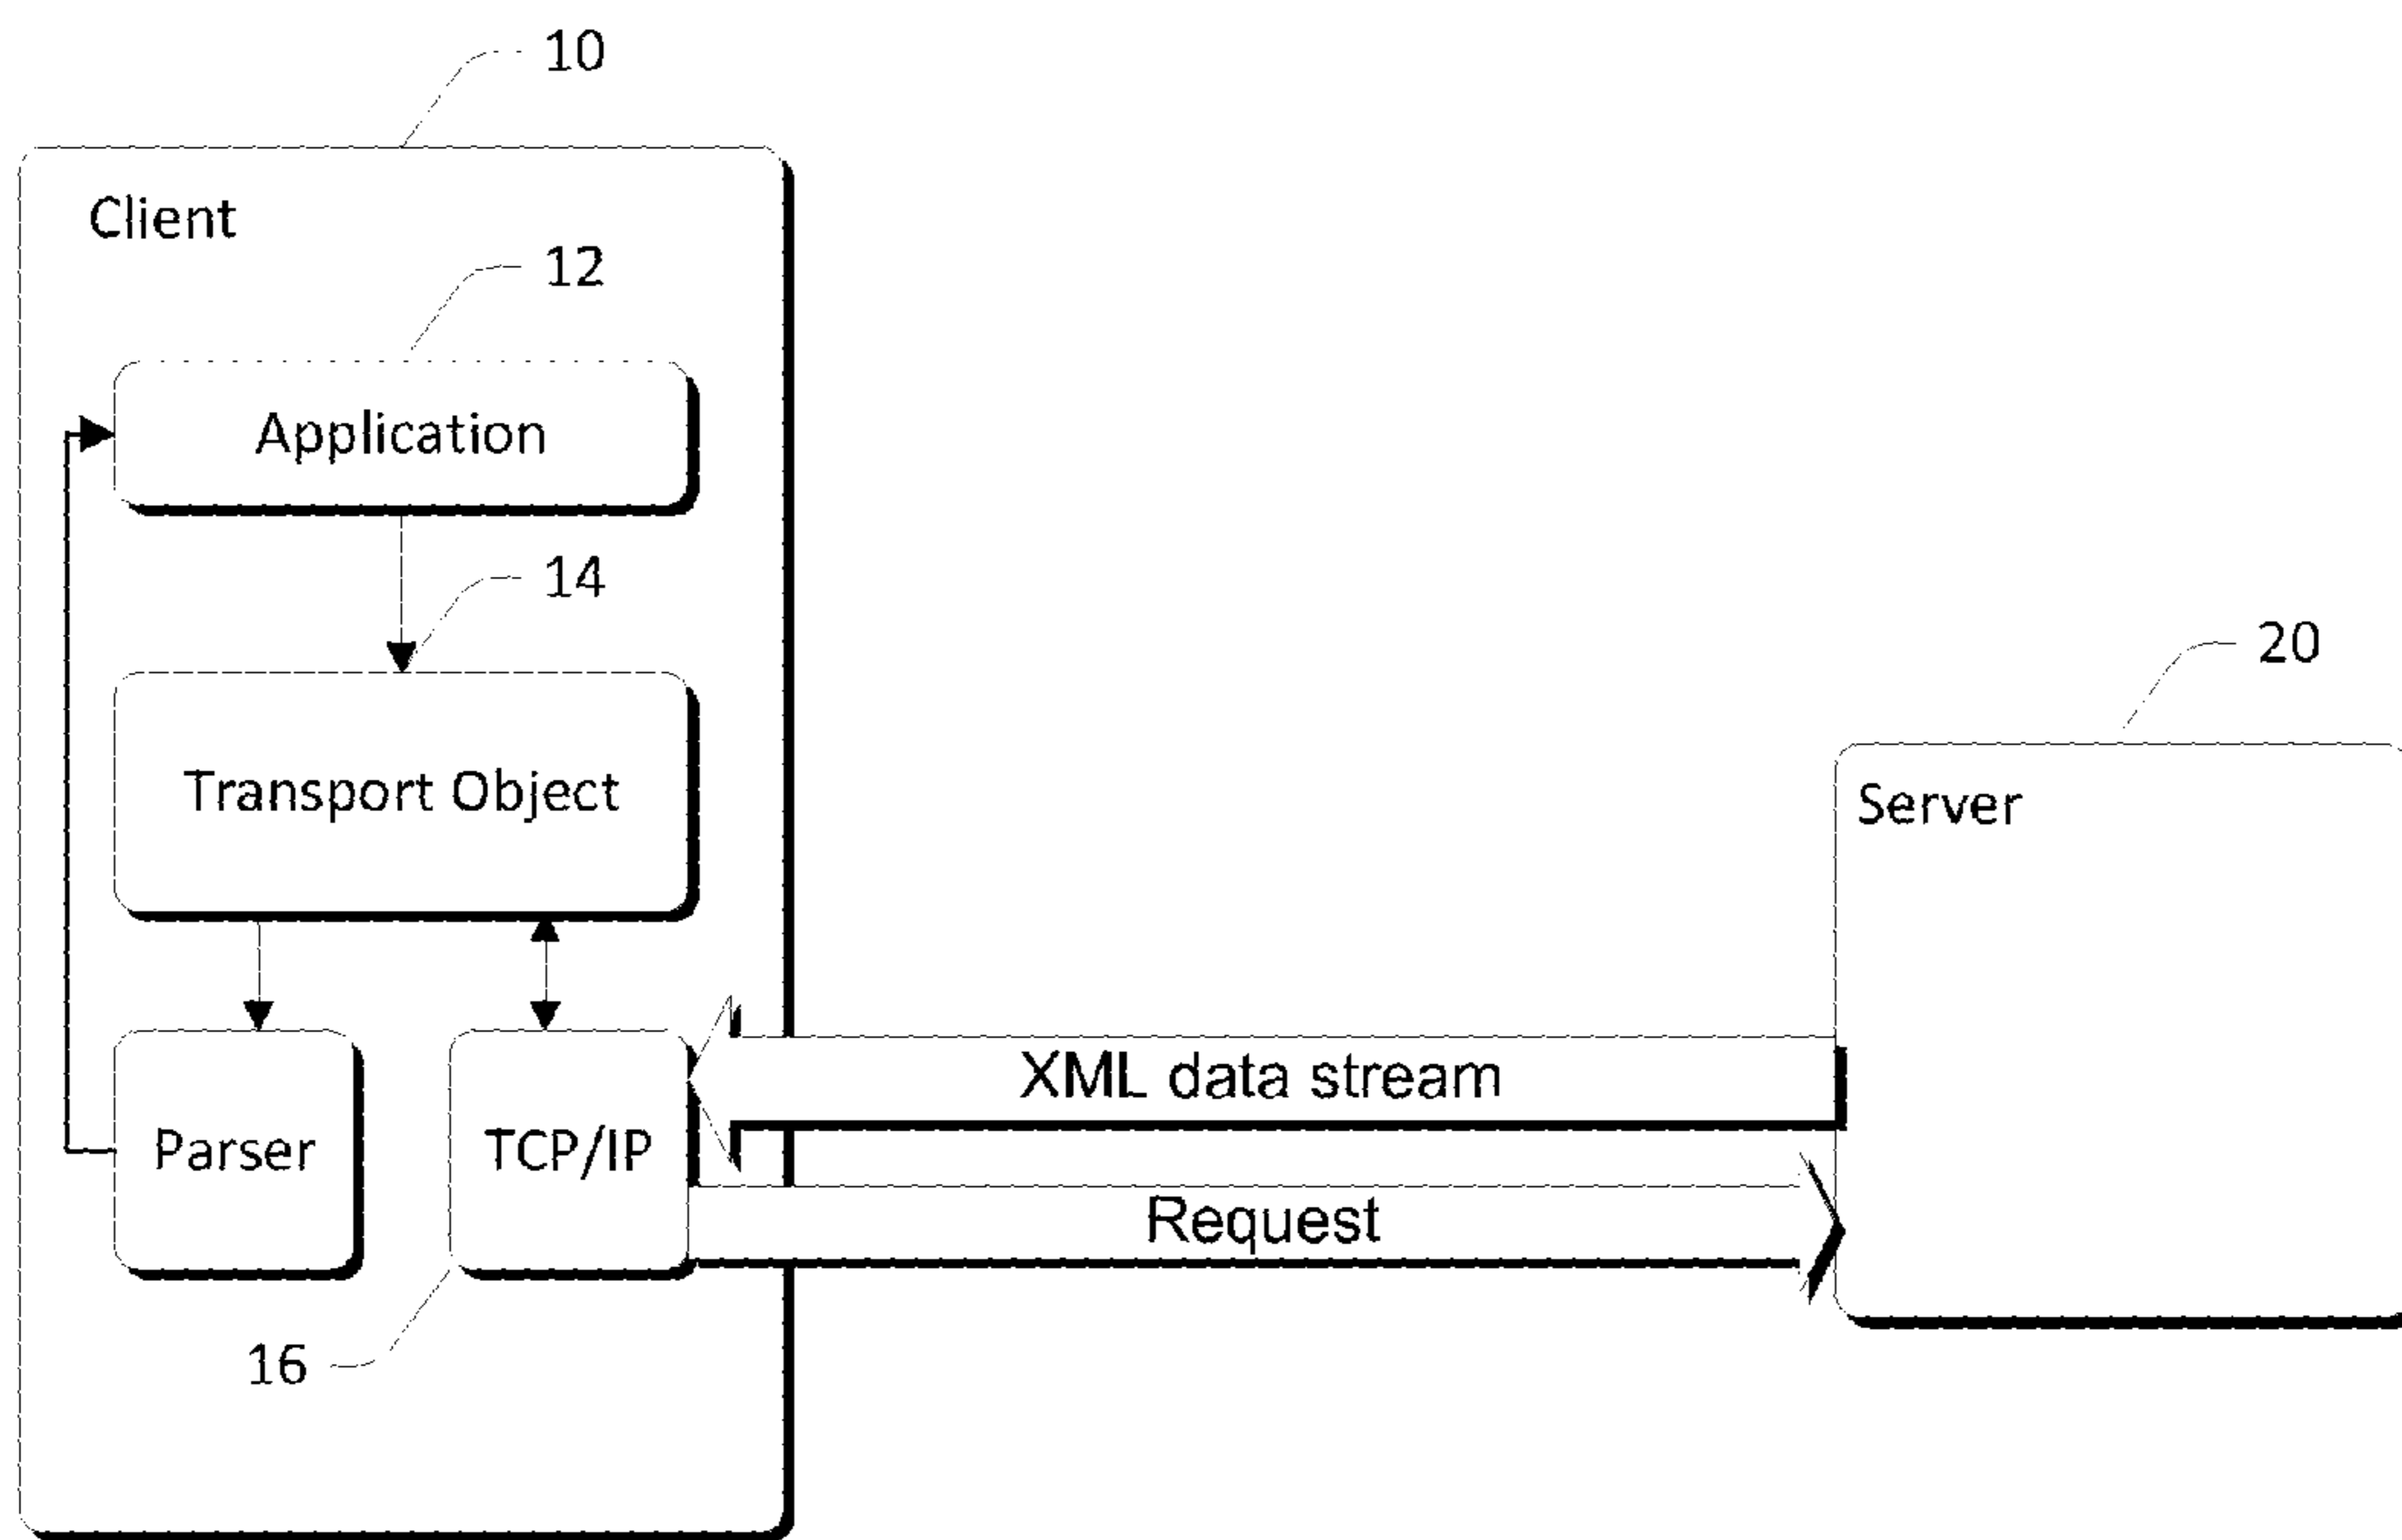 10
Client
12
Application
14
Transport Object
20
Server
XML data stream
Parser
TCP/IP
Request
16